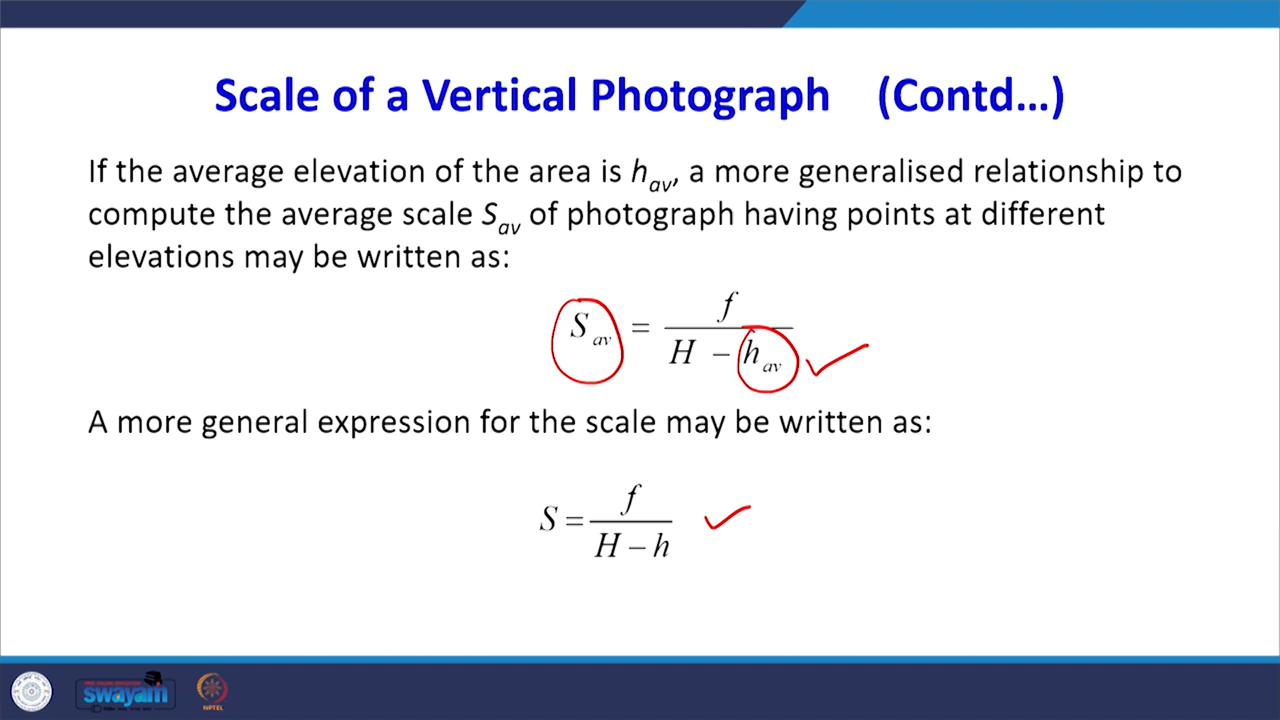 Scale of a Vertical Photograph (Contd...)
If the average elevation of the area is h_av, a more generalised relationship to
compute the average scale S_av of photograph having points at different
elevations may be written as:
S_av = f / (H – h_av)
A more general expression for the scale may be written as:
S = f / (H – h)
swayam
NPTEL